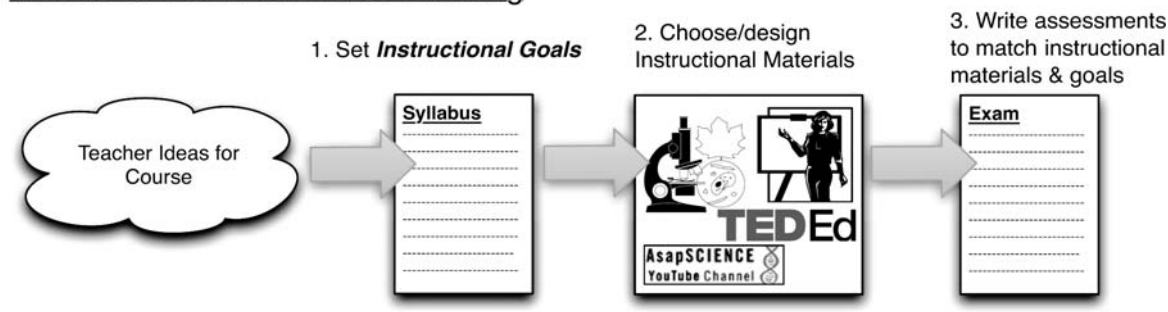 1. Set Instructional Goals
2. Choose/design
Instructional Materials
3. Write assessments
to match instructional
materials & goals
Teacher Ideas for
Course
Syllabus
TEDEd
AsapSCIENCE
YouTube Channel
Exam